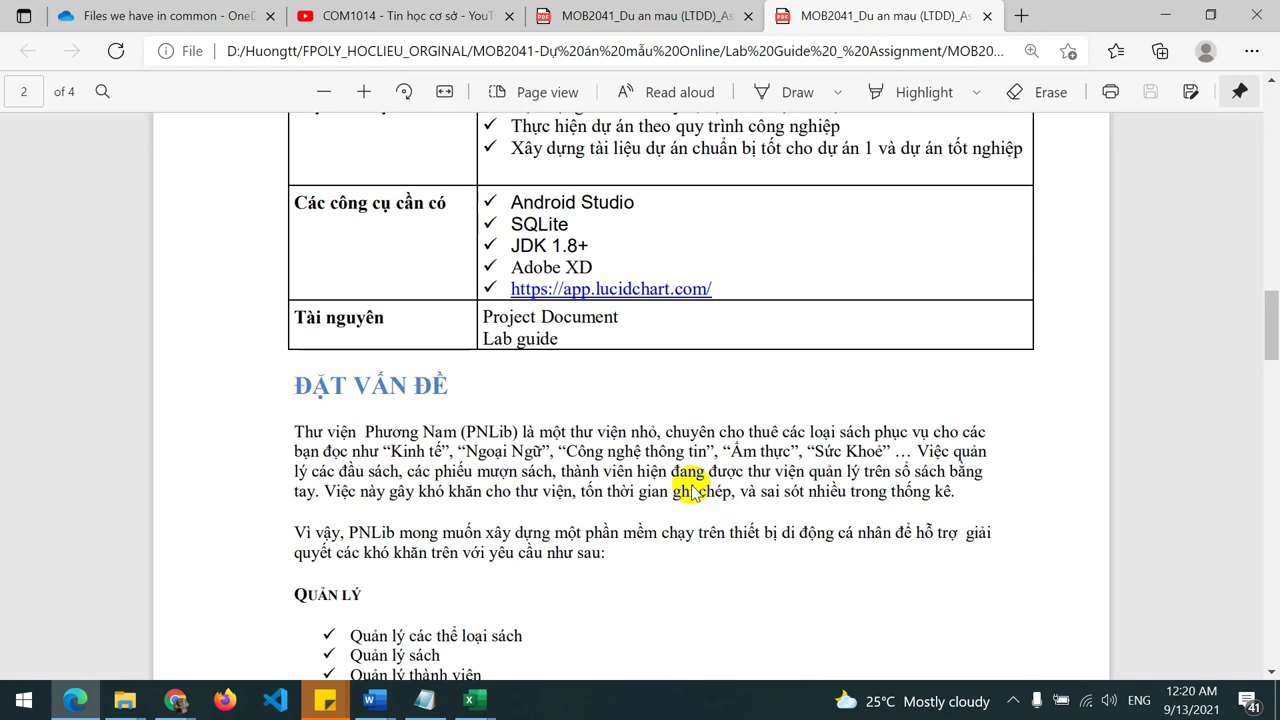 Files we have in common - OneD
COM1014 - Tin học cơ sở - YouT
MOB2041_Du an mau (LTDD)_As
MOB2041_Du an mau (LTDD)_As
File
D:/Huongtt/FPOLY_HOCLIEU_ORGINAL/MOB2041-Dự%20án%20mẫu%20Online/Lab%20Guide%20_%20Assignment/MOB20...
2 of 4
Page view
Read aloud
Draw
Highlight
Erase
Thực hiện dự án theo quy trình công nghiệp
Xây dựng tài liệu dự án chuẩn bị tốt cho dự án 1 và dự án tốt nghiệp
Các công cụ cần có
Android Studio
SQLite
JDK 1.8+
Adobe XD
https://app.lucidchart.com/
Tài nguyên
Project Document
Lab guide
ĐẶT VẤN ĐỀ
Thư viện Phương Nam (PNLib) là một thư viện nhỏ, chuyên cho thuê các loại sách phục vụ cho các
bạn đọc như “Kinh tế”, “Ngoại Ngữ”, “Công nghệ thông tin”, “Ẩm thực”, “Sức Khoẻ” … Việc quản
lý các đầu sách, các phiếu mượn sách, thành viên hiện đang được thư viện quản lý trên sổ sách bằng
tay. Việc này gây khó khăn cho thư viện, tốn thời gian ghi chép, và sai sót nhiều trong thống kê.
Vì vậy, PNLib mong muốn xây dựng một phần mềm chạy trên thiết bị di động cá nhân để hỗ trợ giải
quyết các khó khăn trên với yêu cầu như sau:
QUẢN LÝ
Quản lý các thể loại sách
Quản lý sách
Quản lý thành viên
25°C Mostly cloudy
ENG
12:20 AM
9/13/2021
41